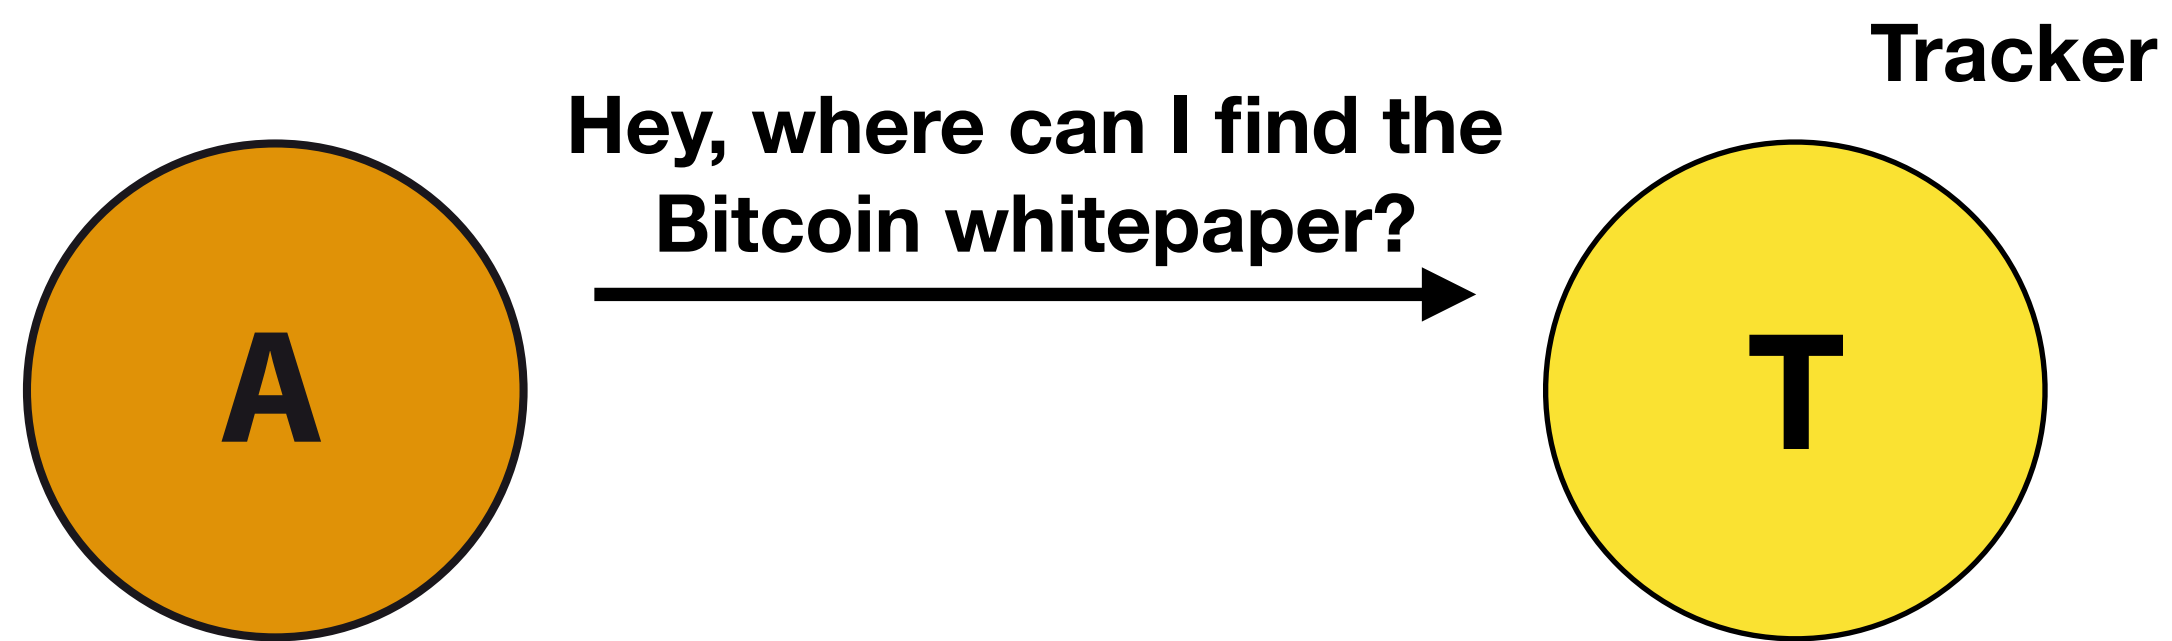 Tracker
Hey, where can I find the
Bitcoin whitepaper?
A
T